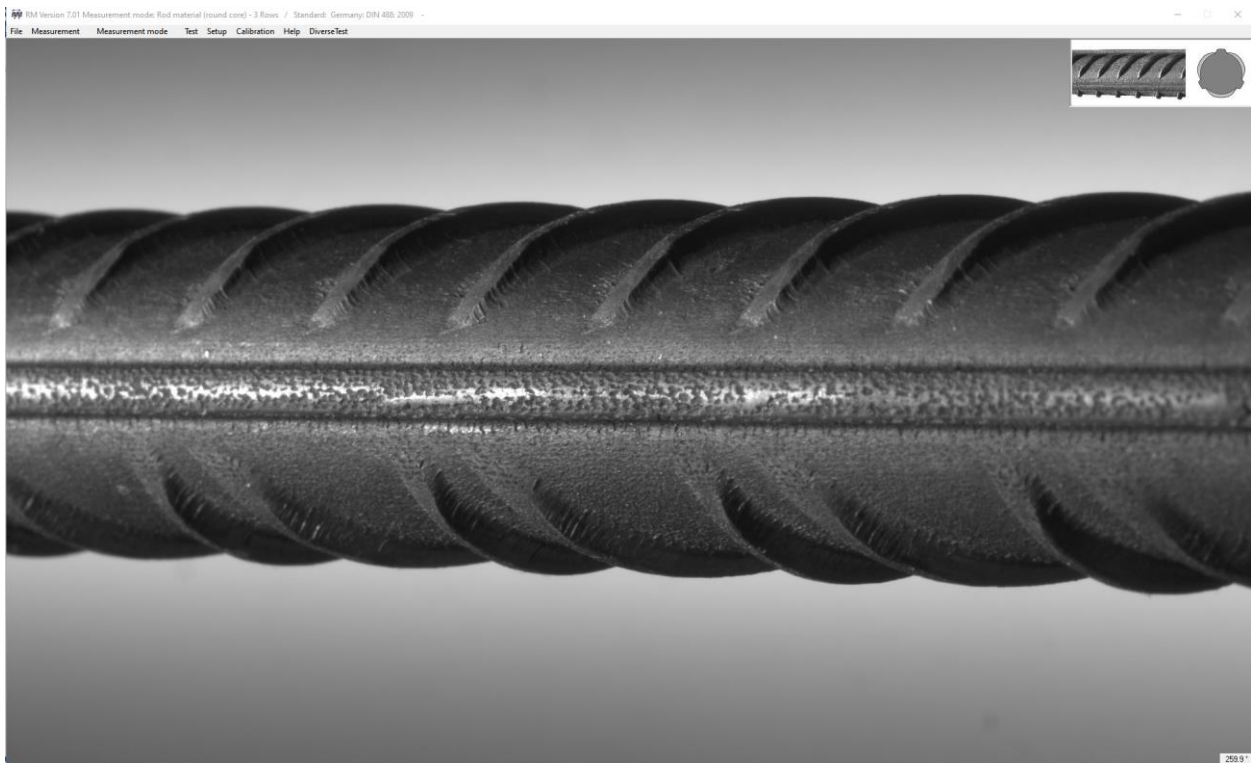 RM Version 7.01 Measurement mode: Rod material (round core) - 3 Rows / Standard: Germany: DIN 488: 2009 -
File Measurement Measurement mode Test Setup Calibration Help DiverseTest
259.9 °